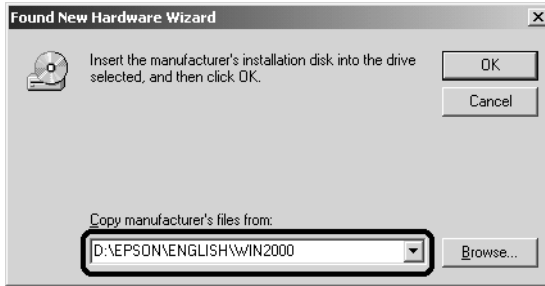 Found New Hardware Wizard
Insert the manufacturer's installation disk into the drive
selected, and then click OK.
OK
Cancel
Copy manufacturer's files from:
D:\EPSON\ENGLISH\WIN2000
Browse...